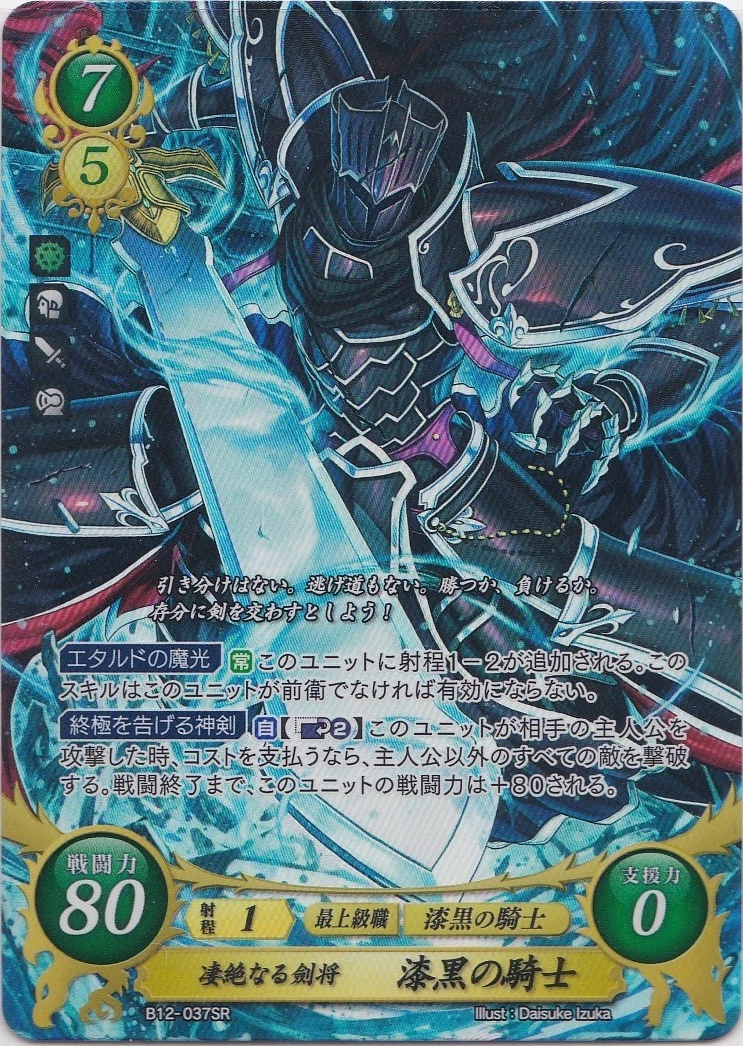 7
5
引き分けはない。逃げ道もない。勝つか、負けるか。
存分に剣を交わすとしよう！
エタルドの魔光 常 このユニットに射程1－2が追加される。この
スキルはこのユニットが前衛でなければ有効にならない。
終極を告げる神剣 自【2】このユニットが相手の主人公を
攻撃した時、コストを支払うなら、主人公以外のすべての敵を撃破
する。戦闘終了まで、このユニットの戦闘力は＋80される。
戦闘力
80
射程 1 最上級職 漆黒の騎士
支援力
0
凄絶なる剣将 漆黒の騎士
B12-037SR Illust : Daisuke Izuka